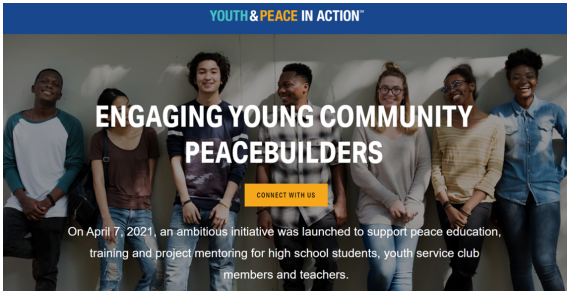 YOUTH & PEACE IN ACTION™
ENGAGING YOUNG COMMUNITY
PEACEBUILDERS
CONNECT WITH US
On April 7, 2021, an ambitious initiative was launched to support peace education,
training and project mentoring for high school students, youth service club
members and teachers.